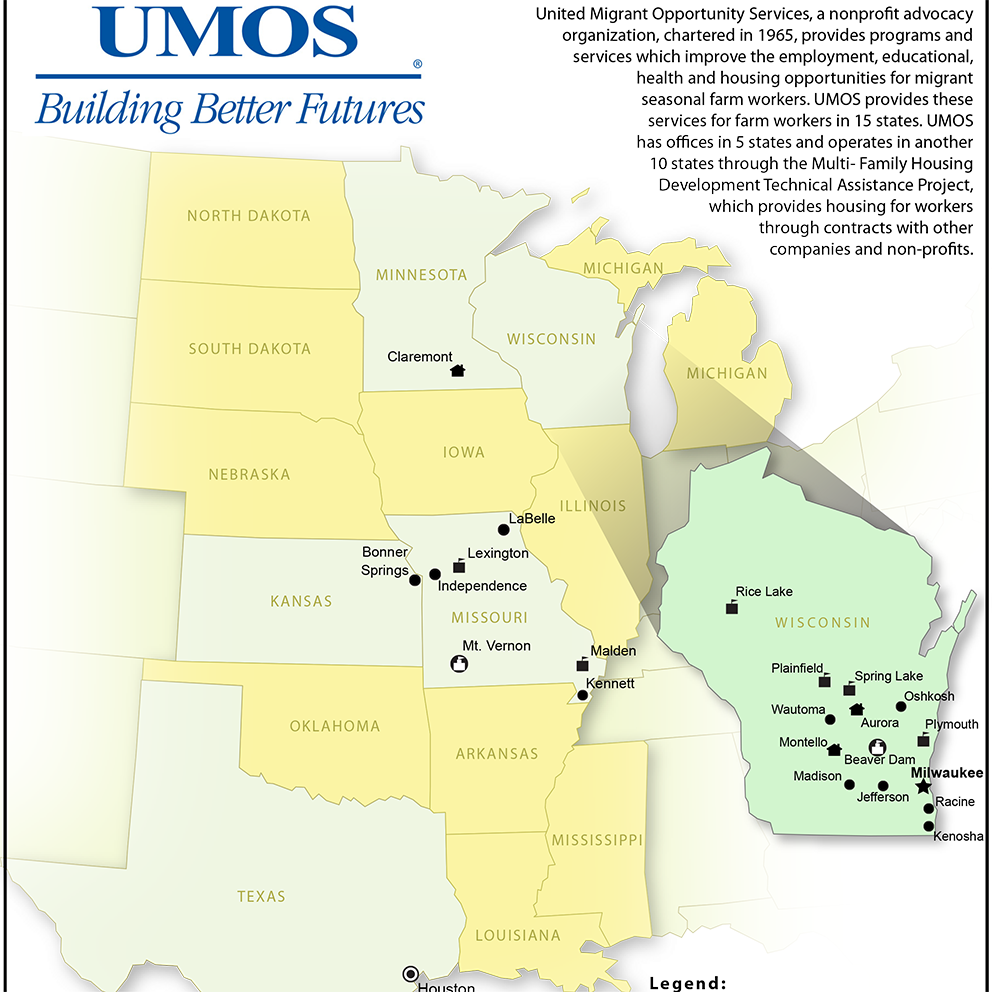 UMOS
®
Building Better Futures
United Migrant Opportunity Services, a nonprofit advocacy
organization, chartered in 1965, provides programs and
services which improve the employment, educational,
health and housing opportunities for migrant
seasonal farm workers. UMOS provides these
services for farm workers in 15 states. UMOS
has offices in 5 states and operates in another
10 states through the Multi- Family Housing
Development Technical Assistance Project,
which provides housing for workers
through contracts with other
companies and non-profits.
NORTH DAKOTA
MINNESOTA
MICHIGAN
SOUTH DAKOTA
WISCONSIN
Claremont
MICHIGAN
NEBRASKA
IOWA
ILLINOIS
LaBelle
Bonner
Springs
Lexington
Independence
KANSAS
MISSOURI
Mt. Vernon
Malden
Kennett
Rice Lake
WISCONSIN
Plainfield
Spring Lake
Oshkosh
Wautoma
Aurora
Plymouth
Montello
Beaver Dam
Milwaukee
Madison
Jefferson
Racine
Kenosha
OKLAHOMA
ARKANSAS
MISSISSIPPI
TEXAS
LOUISIANA
Houston
Legend: